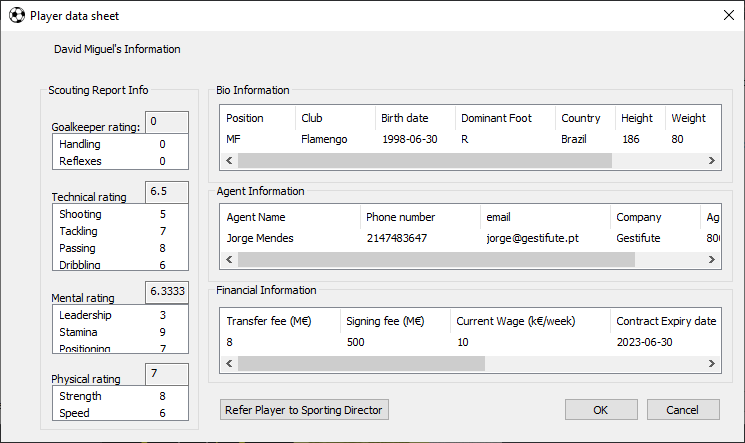 Player data sheet
David Miguel's Information
Scouting Report Info
Goalkeeper rating: 0
Handling 0
Reflexes 0
Technical rating 6.5
Shooting 5
Tackling 7
Passing 8
Dribbling 6
Mental rating 6.3333
Leadership 3
Stamina 9
Positioning 7
Physical rating 7
Strength 8
Speed 6
Bio Information
Position Club Birth date Dominant Foot Country Height Weight
MF Flamengo 1998-06-30 R Brazil 186 80
Agent Information
Agent Name Phone number email Company Ag
Jorge Mendes 2147483647 jorge@gestifute.pt Gestifute 800
Financial Information
Transfer fee (M€) Signing fee (M€) Current Wage (k€/week) Contract Expiry date
8 500 10 2023-06-30
Refer Player to Sporting Director OK Cancel